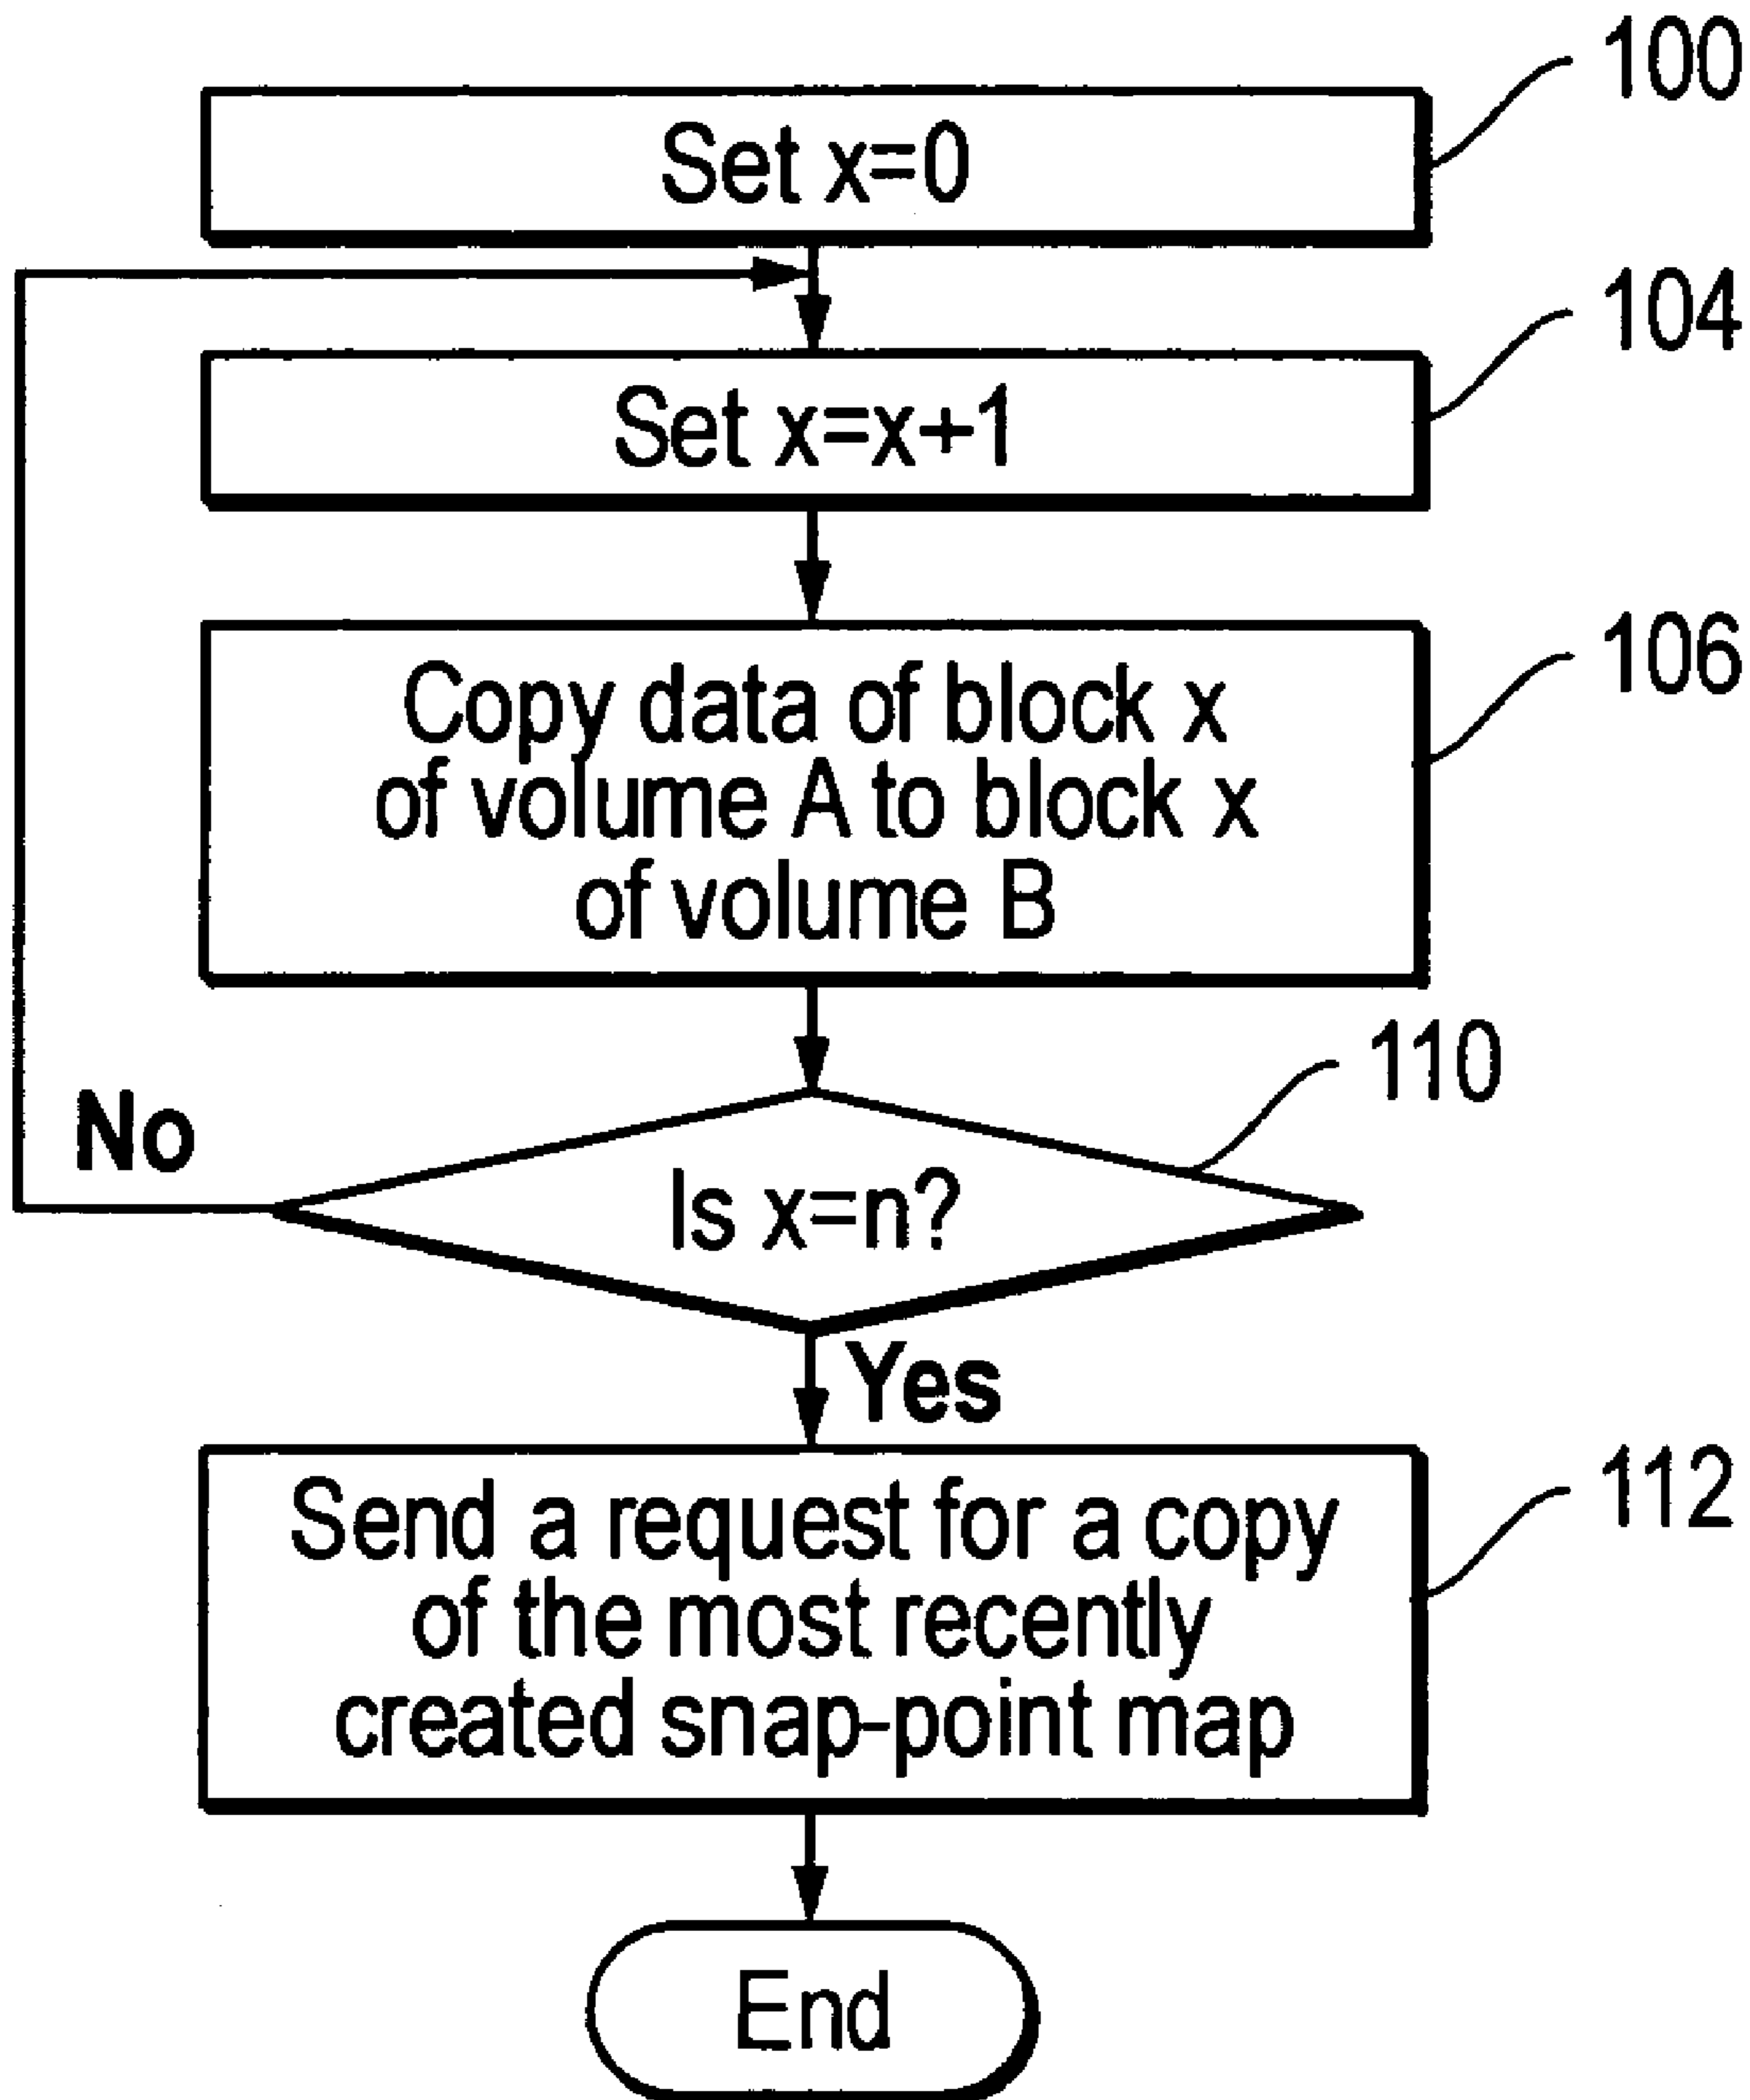 100
Set x=0
104
Set x=x+1
106
Copy data of block x
of volume A to block x
of volume B
110
No
Is x=n?
Yes
112
Send a request for a copy
of the most recently
created snap-point map
End